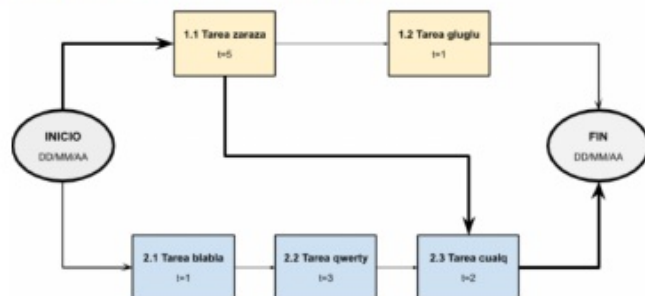 1.1 Tarea zaraza
t=5
1.2 Tarea gluglu
t=1
INICIO
DD/MM/AA
FIN
DD/MM/AA
2.1 Tarea blabla
t=1
2.2 Tarea qwerty
t=3
2.3 Tarea cualq
t=2